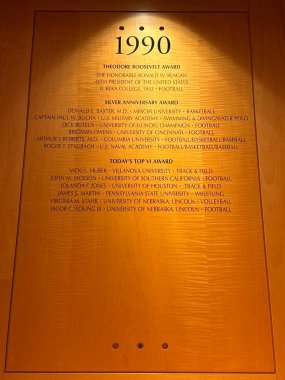 1990
THEODORE ROOSEVELT AWARD
THE HONORABLE RONALD W. REAGAN
40TH PRESIDENT OF THE UNITED STATES
EUREKA COLLEGE, 1932 - FOOTBALL
SILVER ANNIVERSARY AWARD
DONALD E. BAXTER, M.D. - MERCER UNIVERSITY - BASKETBALL
CAPTAIN PAUL W. BUCHA - U.S. MILITARY ACADEMY - SWIMMING & DIVING/WATER POLO
DICK BUTKUS - UNIVERSITY OF ILLINOIS, CHAMPAIGN - FOOTBALL
BRIGMAN OWENS - UNIVERSITY OF CINCINNATI - FOOTBALL
ARTHUR J. ROBERTS, M.D. - COLUMBIA UNIVERSITY - FOOTBALL/BASKETBALL/BASEBALL
ROGER T. STAUBACH - U.S. NAVAL ACADEMY - FOOTBALL/BASKETBALL/BASEBALL
TODAY'S TOP VI AWARD
VICKI L. HUBER - VILLANOVA UNIVERSITY - TRACK & FIELD
JOHN M. JACKSON - UNIVERSITY OF SOUTHERN CALIFORNIA - FOOTBALL
YOLANDA F. JONES - UNIVERSITY OF HOUSTON - TRACK & FIELD
JAMES S. MARTIN - PENNSYLVANIA STATE UNIVERSITY - WRESTLING
VIRGINIA M. STAHR - UNIVERSITY OF NEBRASKA, LINCOLN - VOLLEYBALL
JACOB C. YOUNG III - UNIVERSITY OF NEBRASKA, LINCOLN - FOOTBALL